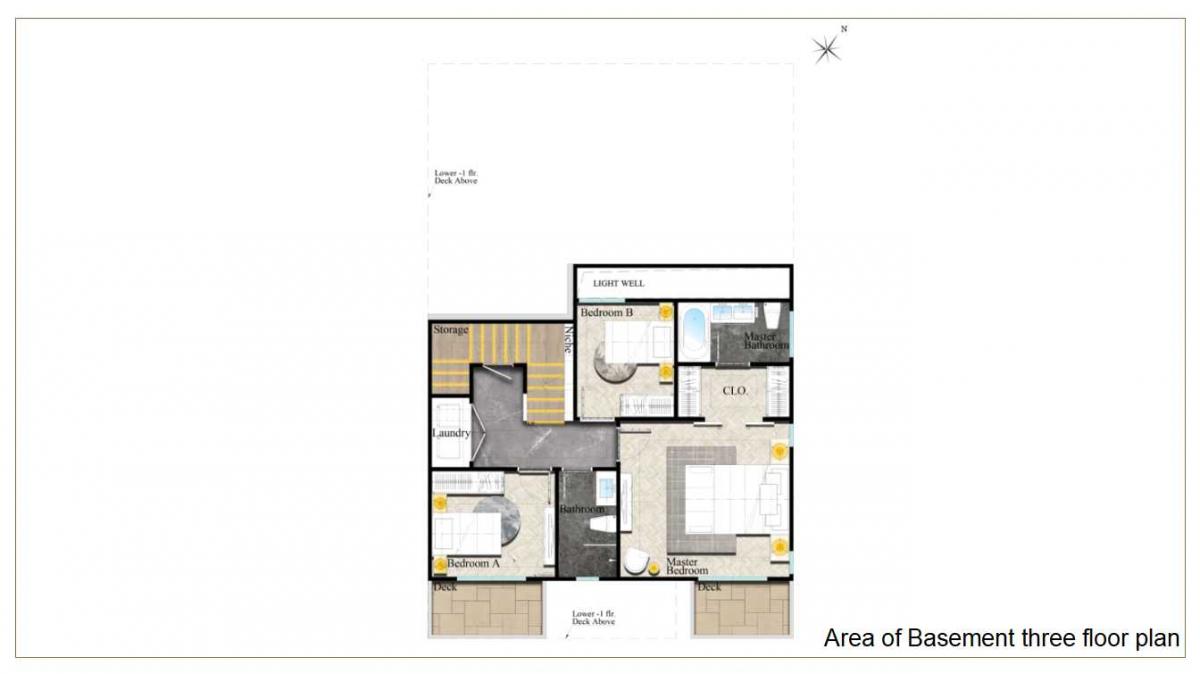 N
Lower -1 flr.
Deck Above
LIGHT WELL
Bedroom B
Storage
Niche
Master
Bathroom
CLO.
Laundry
Bathroom
Bedroom A
Master
Bedroom
Deck
Deck
Lower -1 flr.
Deck Above
Area of Basement three floor plan